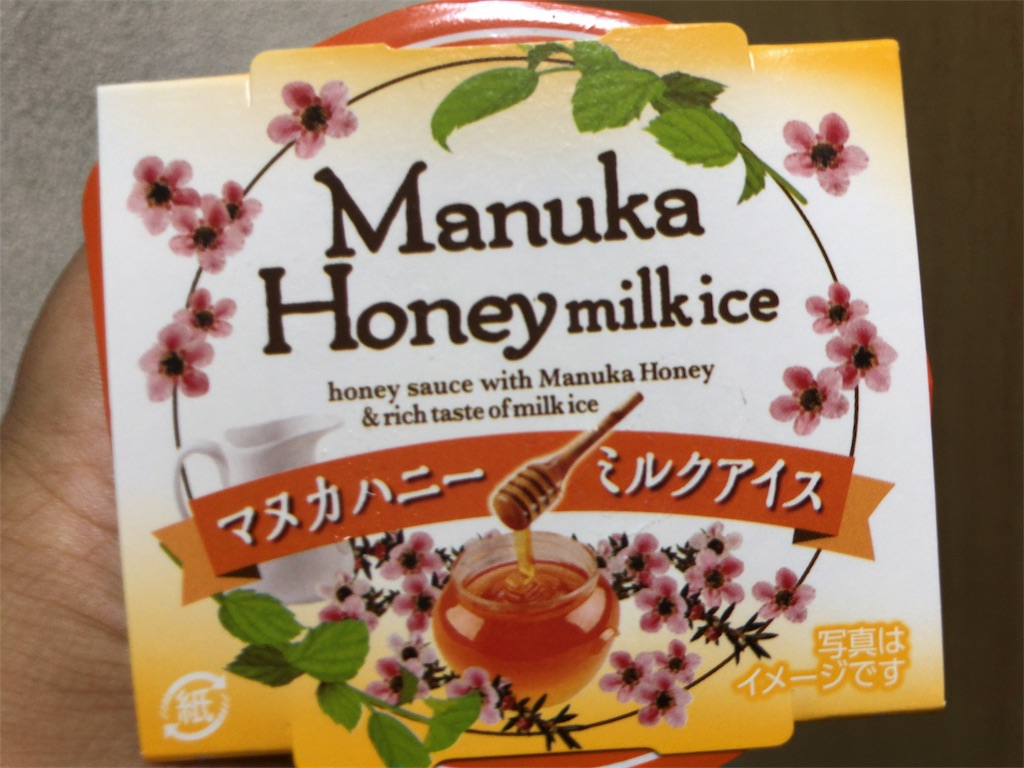 Manuka
Honey milk ice
honey sauce with Manuka Honey
& rich taste of milk ice
マヌカハニー ミルクアイス
写真は
イメージです
紙